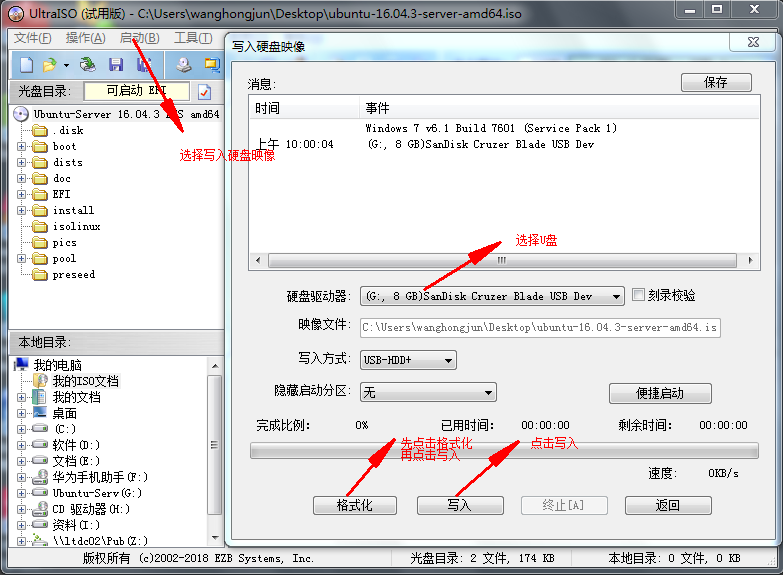 UltraISO (试用版) - C:\Users\wanghongjun\Desktop\ubuntu-16.04.3-server-amd64.iso
文件(F) 操作(A) 启动(B) 工具(T)
光盘目录: 可启动 EFI
Ubuntu-Server 16.04.3 LTS amd64
.disk
boot
dists
doc
EFI
install
isolinux
pics
pool
preseed
选择写入硬盘映像
本地目录:
我的电脑
我的ISO文档
我的文档
桌面
(C:)
软件(D:)
文档(E:)
华为手机助手(F:)
Ubuntu-Serv(G:)
CD 驱动器(H:)
资料(I:)
\\ltdc02\Pub(Z:)
写入硬盘映像
消息:
保存
时间 事件
Windows 7 v6.1 Build 7601 (Service Pack 1)
上午 10:00:04 (G:, 8 GB)SanDisk Cruzer Blade USB Dev
选择U盘
硬盘驱动器: (G:, 8 GB)SanDisk Cruzer Blade USB Dev 刻录校验
映像文件: C:\Users\wanghongjun\Desktop\ubuntu-16.04.3-server-amd64.is
写入方式: USB-HDD+
隐藏启动分区: 无 便捷启动
完成比例: 0% 已用时间: 00:00:00 剩余时间: 00:00:00
先点击格式化
再点击写入
点击写入
速度: 0KB/s
格式化 写入 终止[A] 返回
版权所有 (c)2002-2018 EZB Systems, Inc. 光盘目录: 2 文件, 174 KB 本地目录: 0 文件, 0 KB